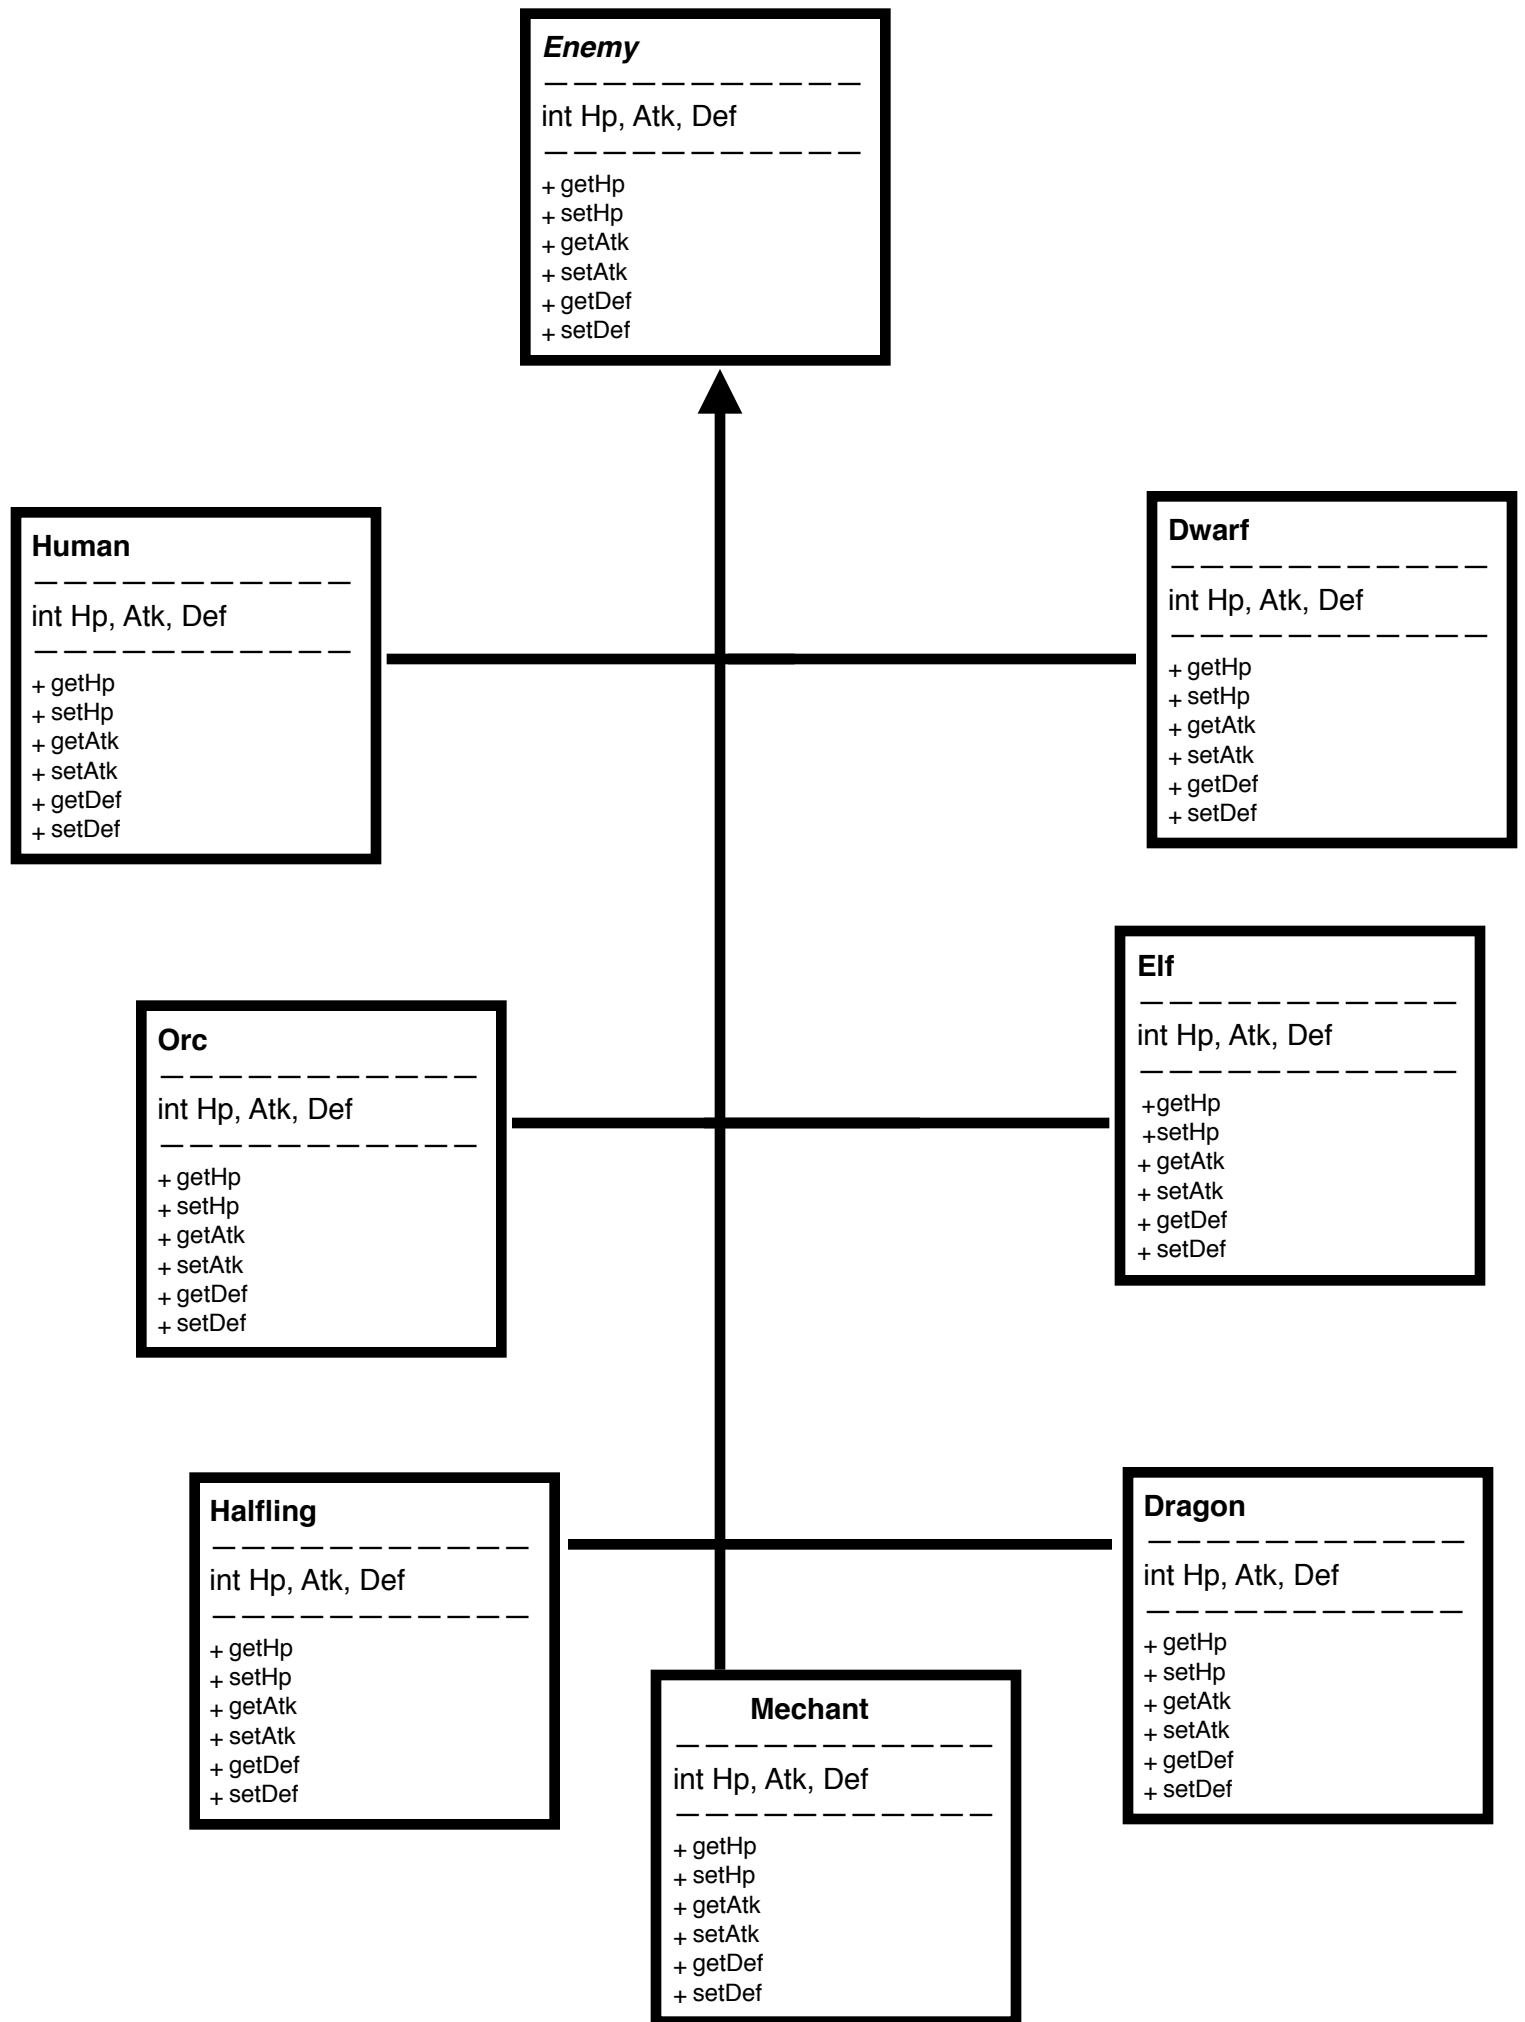 Enemy
int Hp, Atk, Def
+ getHp
+ setHp
+ getAtk
+ setAtk
+ getDef
+ setDef
Human
int Hp, Atk, Def
+ getHp
+ setHp
+ getAtk
+ setAtk
+ getDef
+ setDef
Dwarf
int Hp, Atk, Def
+ getHp
+ setHp
+ getAtk
+ setAtk
+ getDef
+ setDef
Orc
int Hp, Atk, Def
+ getHp
+ setHp
+ getAtk
+ setAtk
+ getDef
+ setDef
Elf
int Hp, Atk, Def
+getHp
+setHp
+ getAtk
+ setAtk
+ getDef
+ setDef
Halfling
int Hp, Atk, Def
+ getHp
+ setHp
+ getAtk
+ setAtk
+ getDef
+ setDef
Dragon
int Hp, Atk, Def
+ getHp
+ setHp
+ getAtk
+ setAtk
+ getDef
+ setDef
Mechant
int Hp, Atk, Def
+ getHp
+ setHp
+ getAtk
+ setAtk
+ getDef
+ setDef